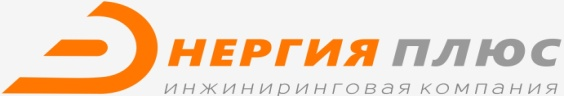 ЭНЕРГИЯ ПЛЮС
ИНЖИНИРИНГОВАЯ КОМПАНИЯ